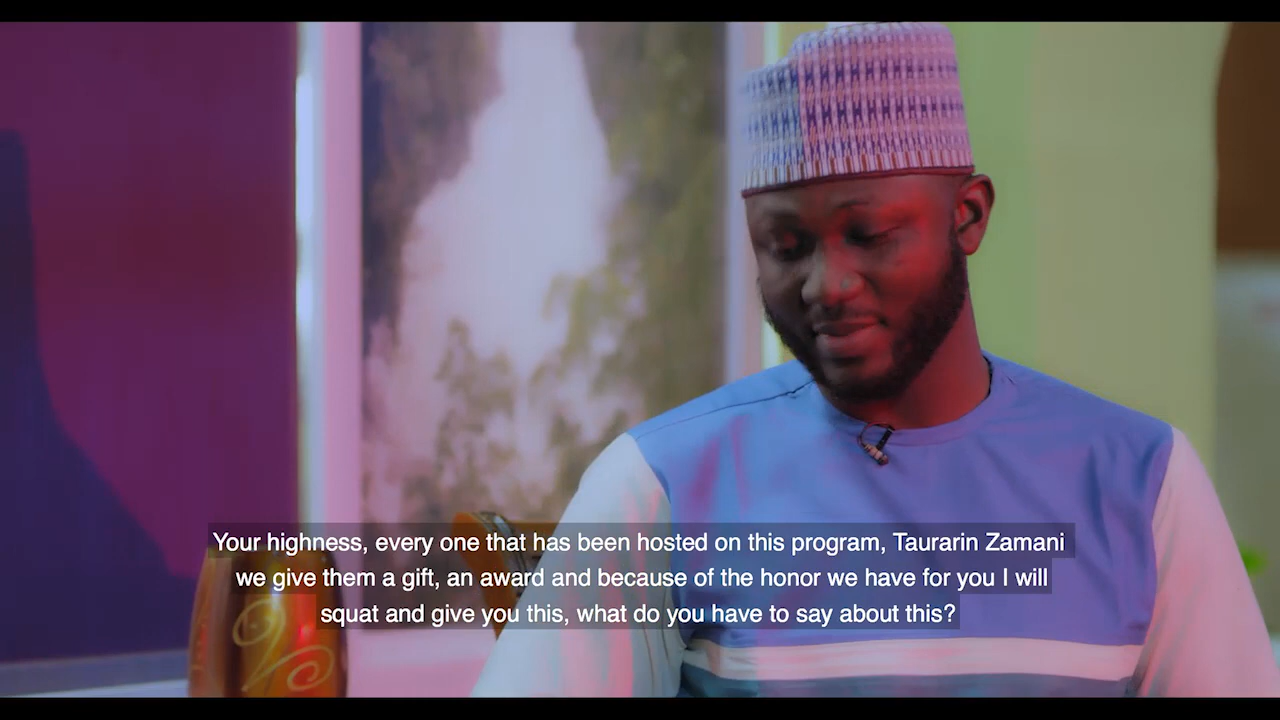 Your highness, every one that has been hosted on this program, Taurarin Zamani
we give them a gift, an award and because of the honor we have for you I will
squat and give you this, what do you have to say about this?